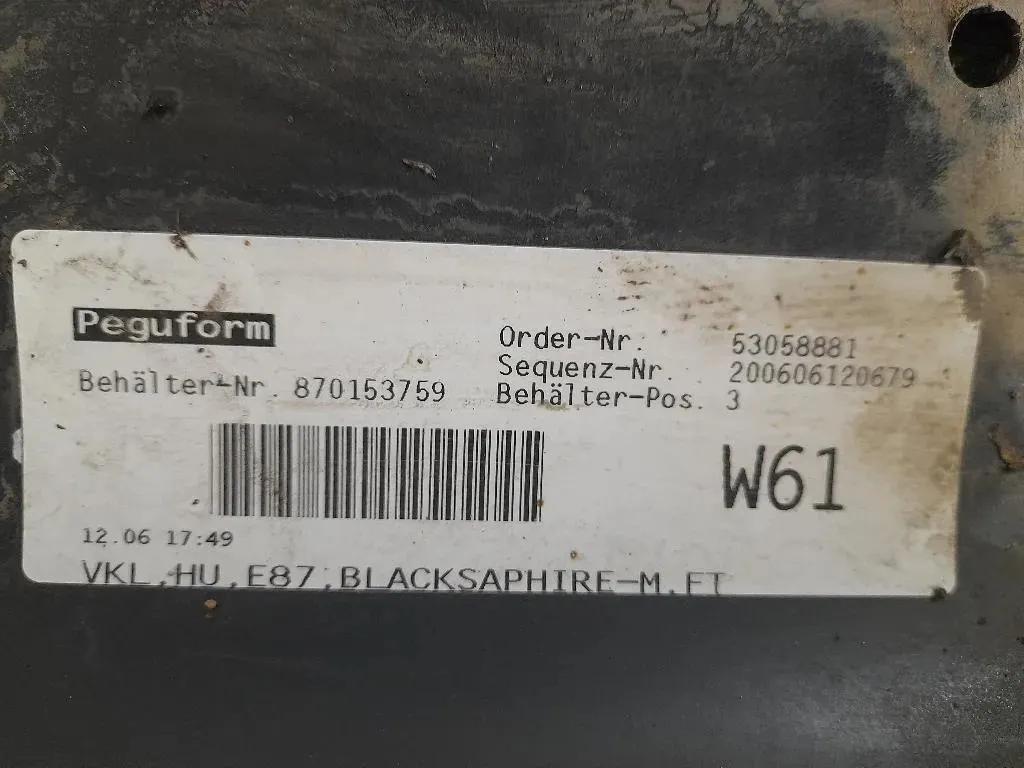 Peguform
Behälter-Nr. 870153759
Order-Nr. 53058881
Sequenz-Nr. 200606120679
Behälter-Pos. 3
W61
12.06 17:49
VKL.HU.E87.BLACKSAPHIRE-M.FT